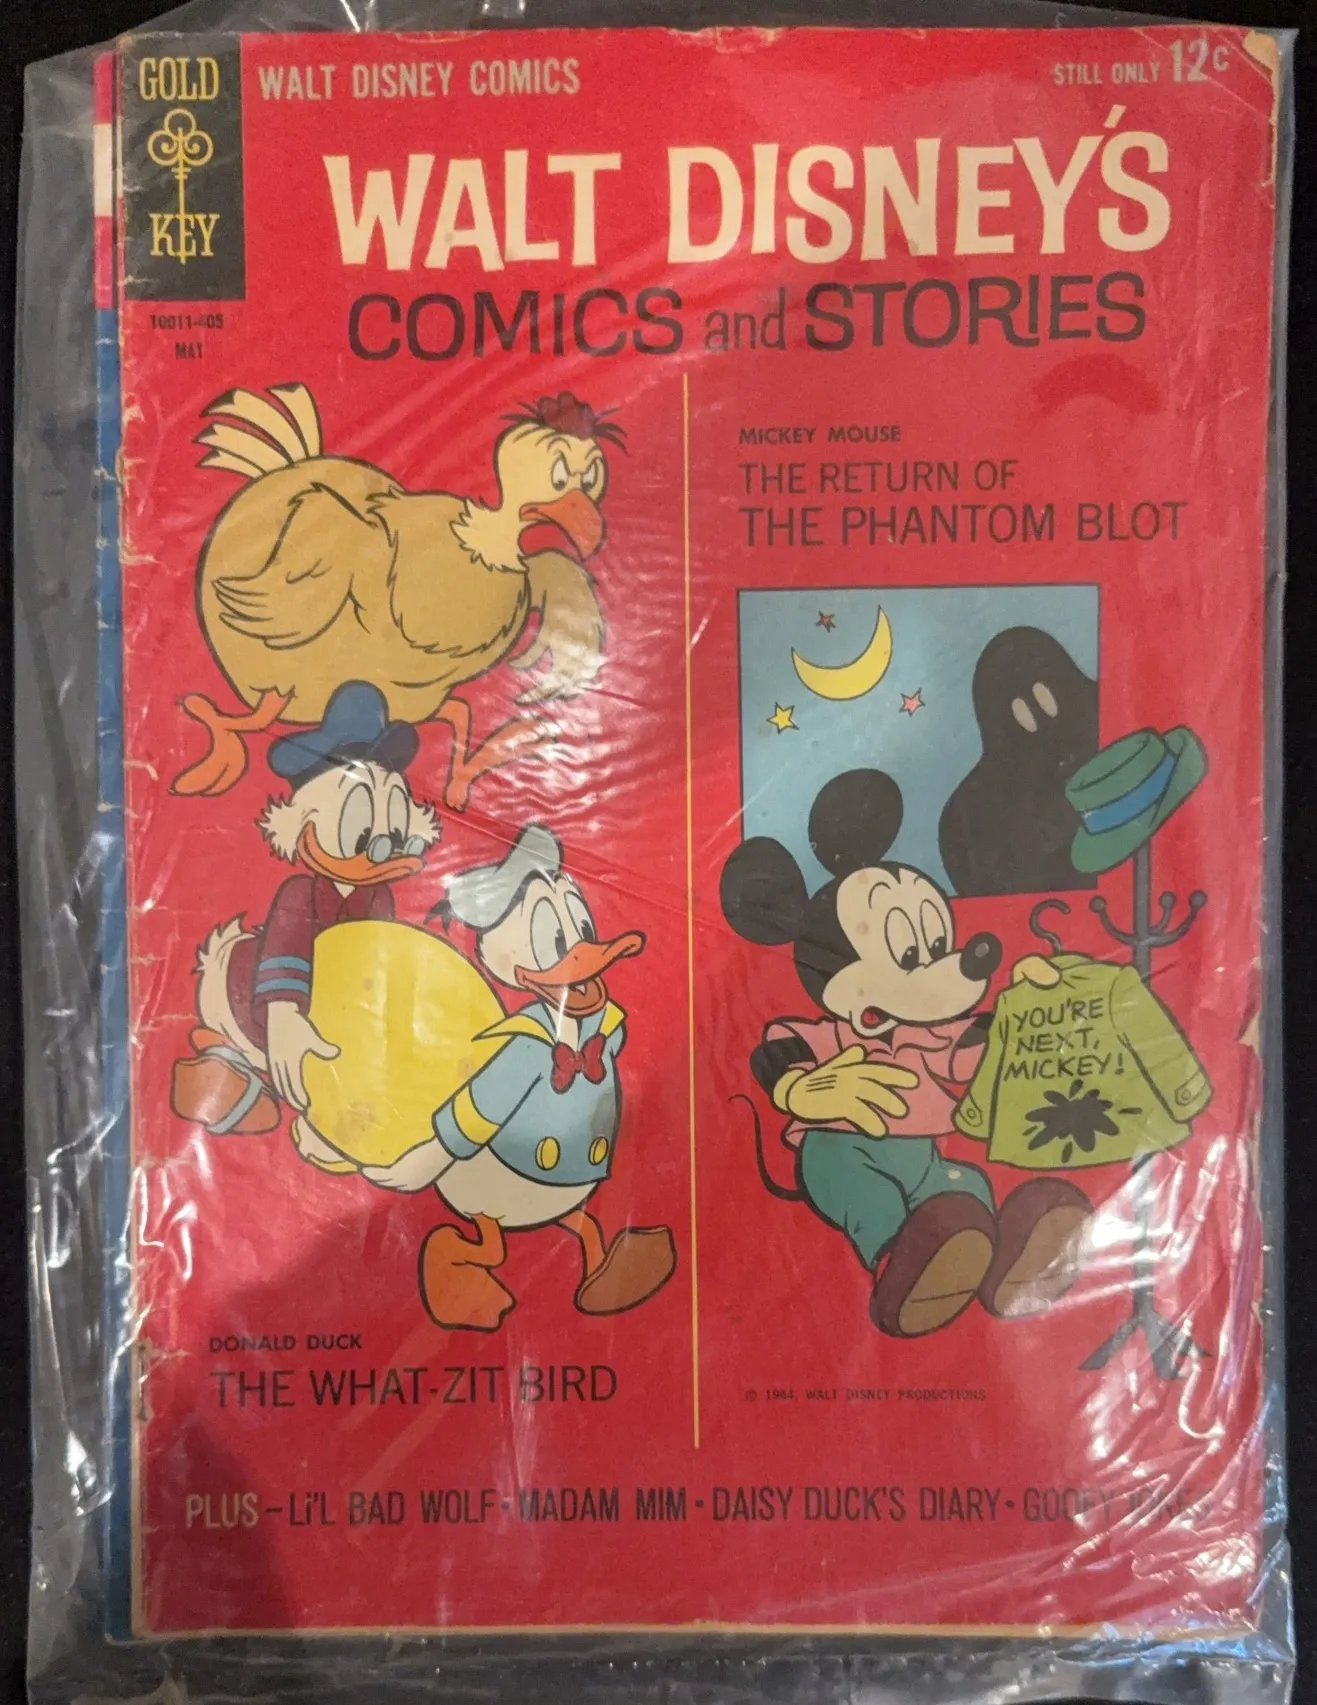 GOLD
KEY
WALT DISNEY COMICS
STILL ONLY 12c
WALT DISNEY'S
COMICS and STORIES
10011-405
MAY
MICKEY MOUSE
THE RETURN OF
THE PHANTOM BLOT
YOU'RE
NEXT,
MICKEY!
DONALD DUCK
THE WHAT-ZIT BIRD
© 1964, WALT DISNEY PRODUCTIONS
PLUS - Li'L BAD WOLF · MADAM MIM · DAISY DUCK'S DIARY · GOOFY JOKES